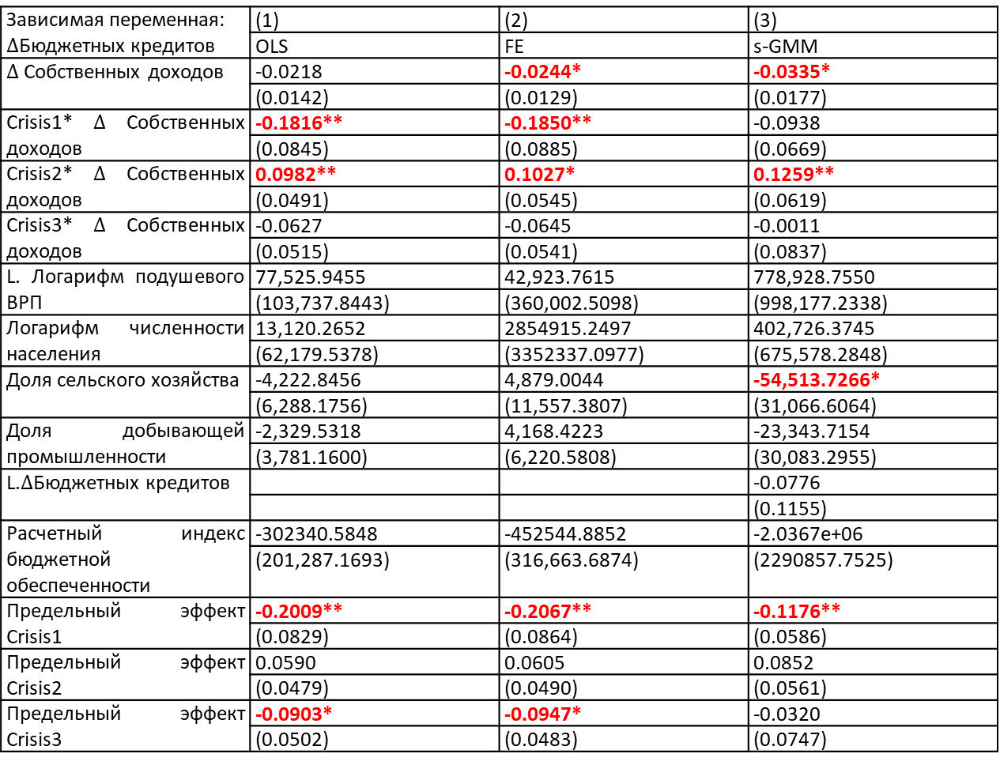 Зависимая переменная: (1) (2) (3)
ΔБюджетных кредитов OLS FE s-GMM
Δ Собственных доходов -0.0218 -0.0244* -0.0335*
(0.0142) (0.0129) (0.0177)
Crisis1* Δ Собственных -0.1816** -0.1850** -0.0938
доходов (0.0845) (0.0885) (0.0669)
Crisis2* Δ Собственных 0.0982** 0.1027* 0.1259**
доходов (0.0491) (0.0545) (0.0619)
Crisis3* Δ Собственных -0.0627 -0.0645 -0.0011
доходов (0.0515) (0.0541) (0.0837)
L. Логарифм подушевого 77,525.9455 42,923.7615 778,928.7550
ВРП (103,737.8443) (360,002.5098) (998,177.2338)
Логарифм численности 13,120.2652 2854915.2497 402,726.3745
населения (62,179.5378) (3352337.0977) (675,578.2848)
Доля сельского хозяйства -4,222.8456 4,879.0044 -54,513.7266*
(6,288.1756) (11,557.3807) (31,066.6064)
Доля добывающей -2,329.5318 4,168.4223 -23,343.7154
промышленности (3,781.1600) (6,220.5808) (30,083.2955)
L.ΔБюджетных кредитов -0.0776
(0.1155)
Расчетный индекс -302340.5848 -452544.8852 -2.0367e+06
бюджетной (201,287.1693) (316,663.6874) (2290857.7525)
обеспеченности
Предельный эффект -0.2009** -0.2067** -0.1176**
Crisis1 (0.0829) (0.0864) (0.0586)
Предельный эффект 0.0590 0.0605 0.0852
Crisis2 (0.0479) (0.0490) (0.0561)
Предельный эффект -0.0903* -0.0947* -0.0320
Crisis3 (0.0502) (0.0483) (0.0747)